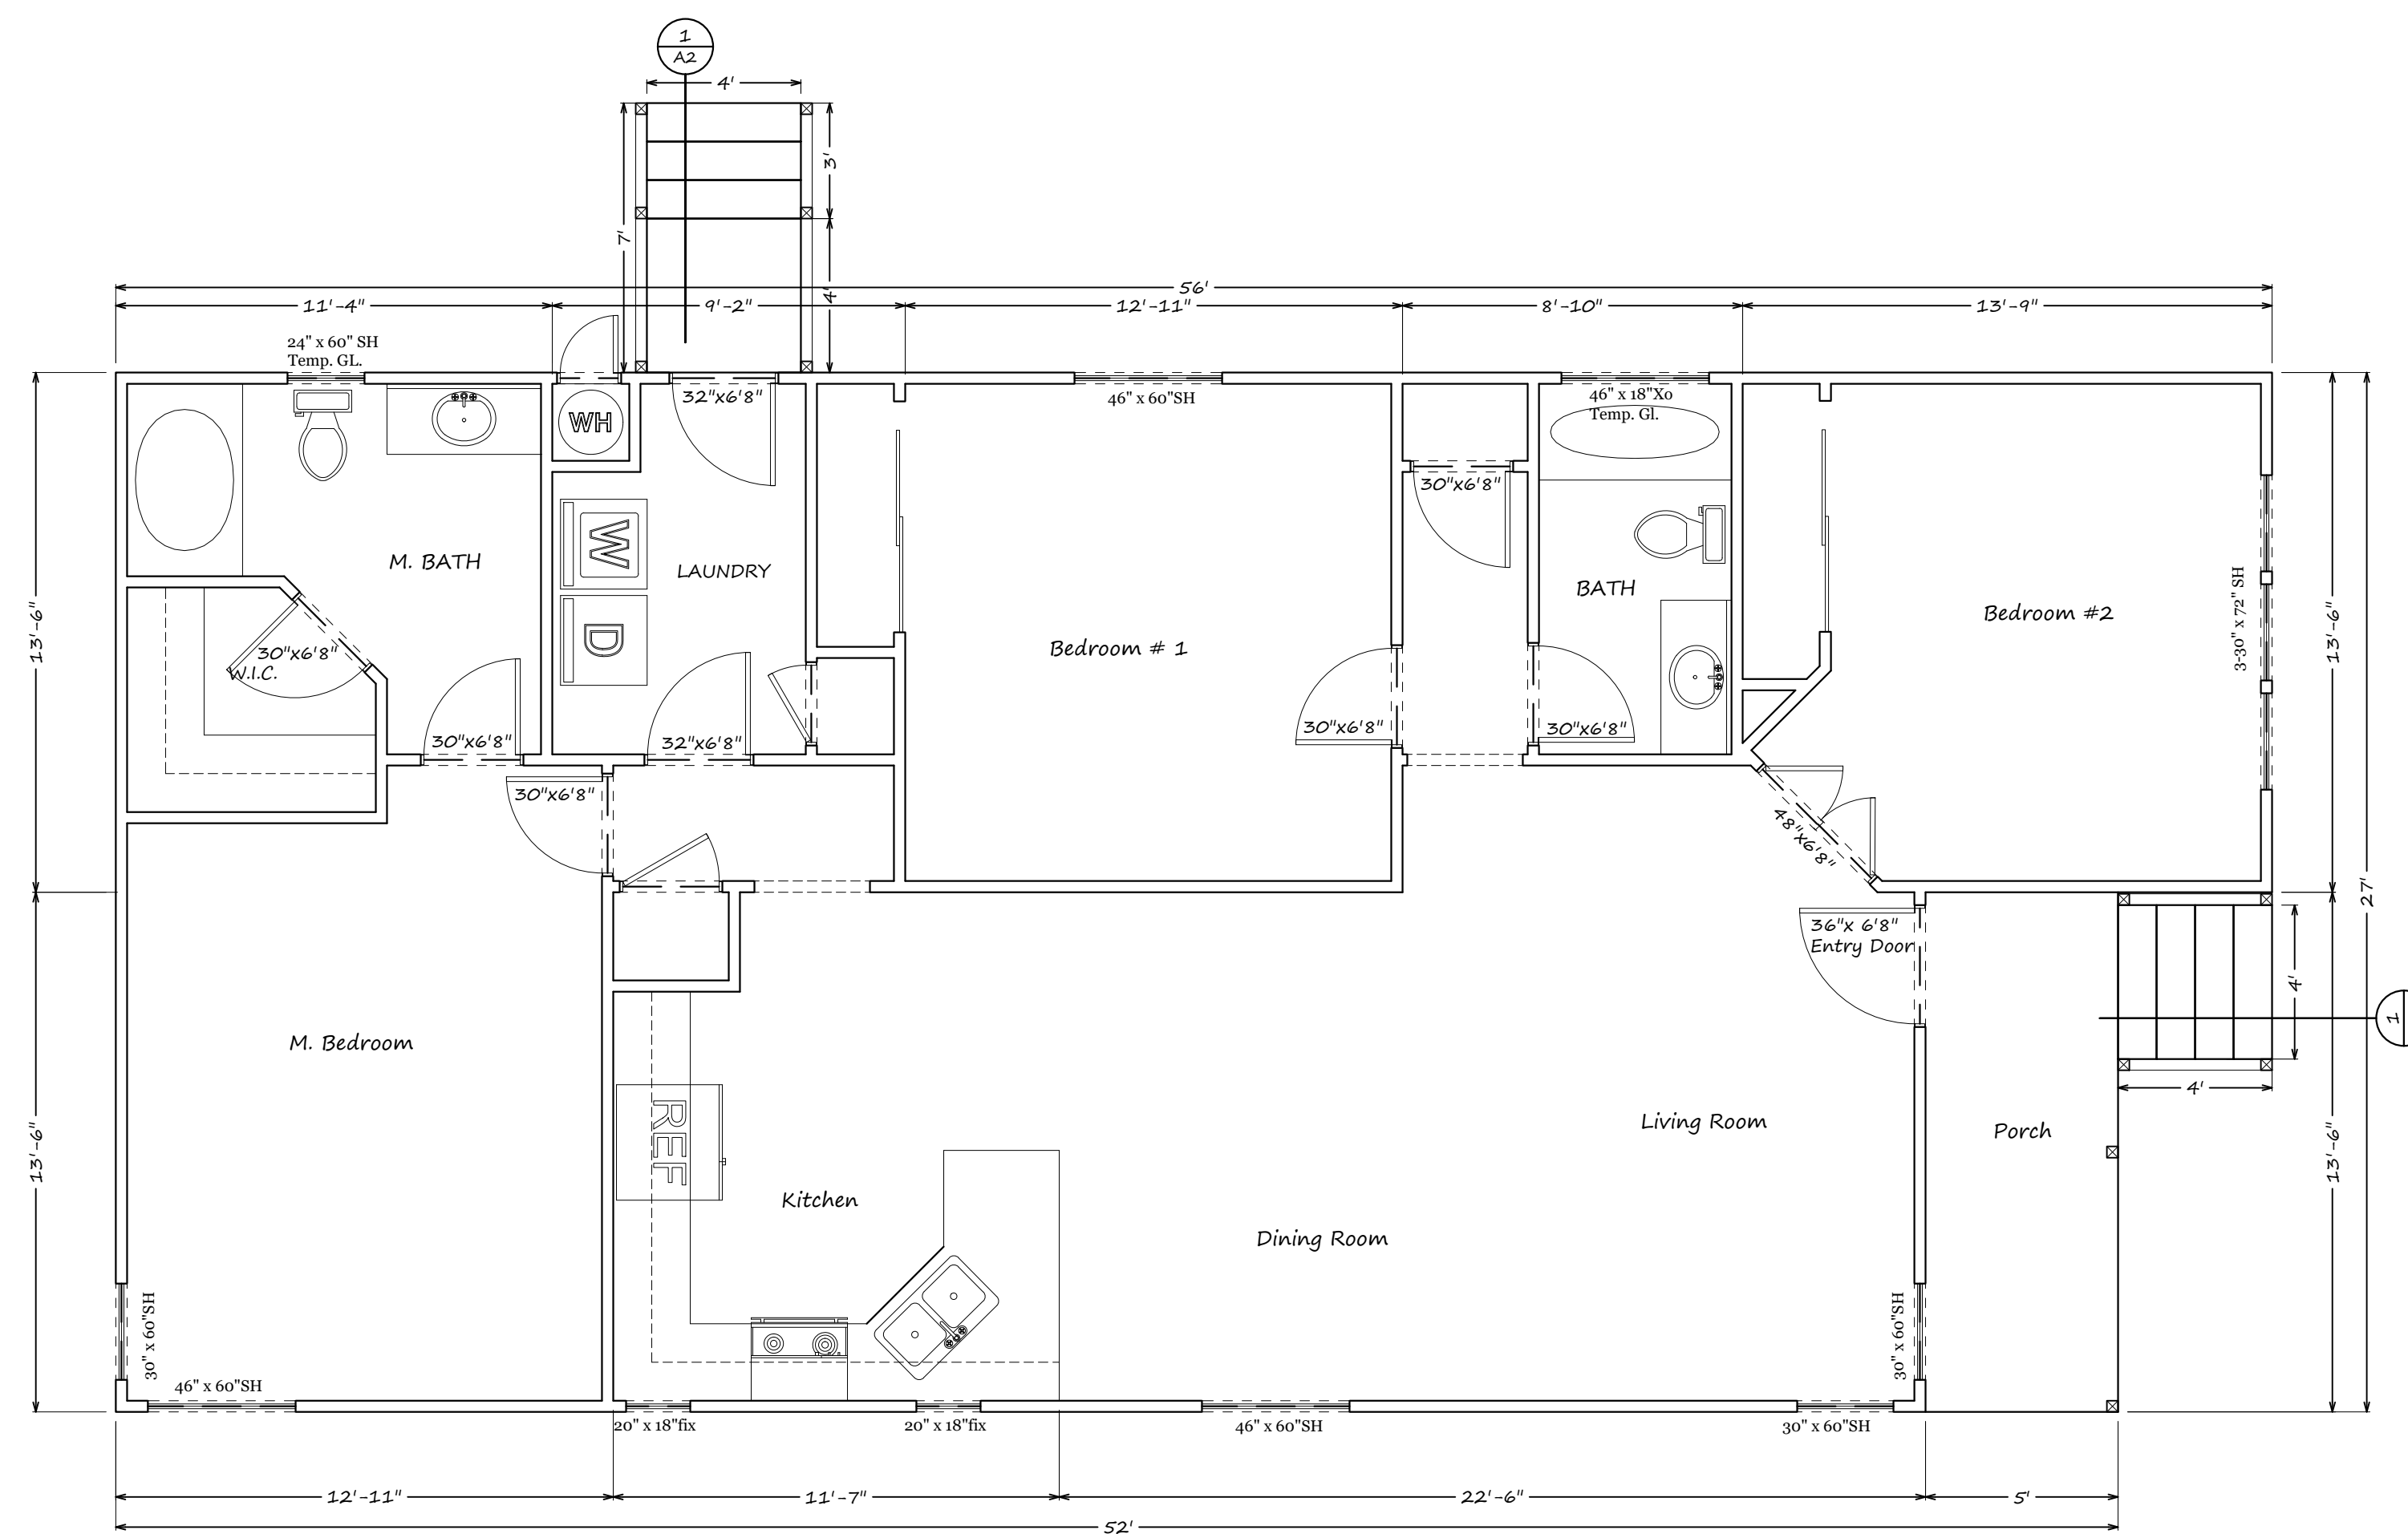 1
A2
4'
3'
7'
4'
56'
11'-4"
9'-2"
12'-11"
8'-10"
13'-9"
24" x 60" SH
Temp. GL.
32"x6'8"
46" x 60"SH
46" x 18"Xo
Temp. Gl.
WH
30"x6'8"
W
M. BATH
LAUNDRY
BATH
Bedroom #2
3-30" x 72" SH
13'-6"
13'-6"
27'
D
Bedroom # 1
30"x6'8"
W.I.C.
30"x6'8"
32"x6'8"
30"x6'8"
30"x6'8"
30"x6'8"
48"x6'8"
36"x 6'8"
Entry Door
4'
1
M. Bedroom
4'
REF
Living Room
Porch
13'-6"
13'-6"
Kitchen
Dining Room
30" x 60"SH
30" x 60"SH
46" x 60"SH
20" x 18"fix
20" x 18"fix
46" x 60"SH
30" x 60"SH
12'-11"
11'-7"
22'-6"
5'
52'